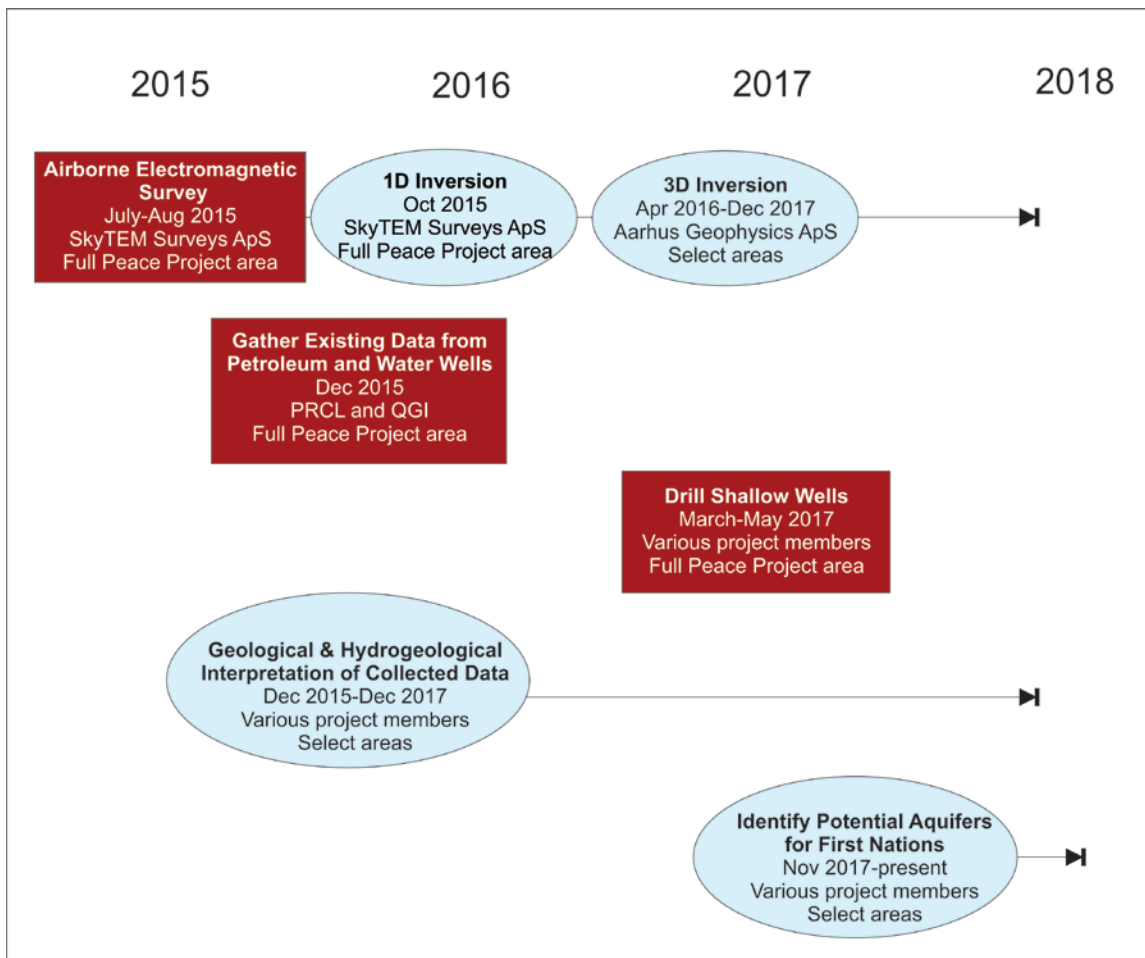 2015
2016
2017
2018
Airborne Electromagnetic
Survey
July-Aug 2015
SkyTEM Surveys ApS
Full Peace Project area
1D Inversion
Oct 2015
SkyTEM Surveys ApS
Full Peace Project area
3D Inversion
Apr 2016-Dec 2017
Aarhus Geophysics ApS
Select areas
Gather Existing Data from
Petroleum and Water Wells
Dec 2015
PRCL and QGI
Full Peace Project area
Drill Shallow Wells
March-May 2017
Various project members
Full Peace Project area
Geological & Hydrogeological
Interpretation of Collected Data
Dec 2015-Dec 2017
Various project members
Select areas
Identify Potential Aquifers
for First Nations
Nov 2017-present
Various project members
Select areas